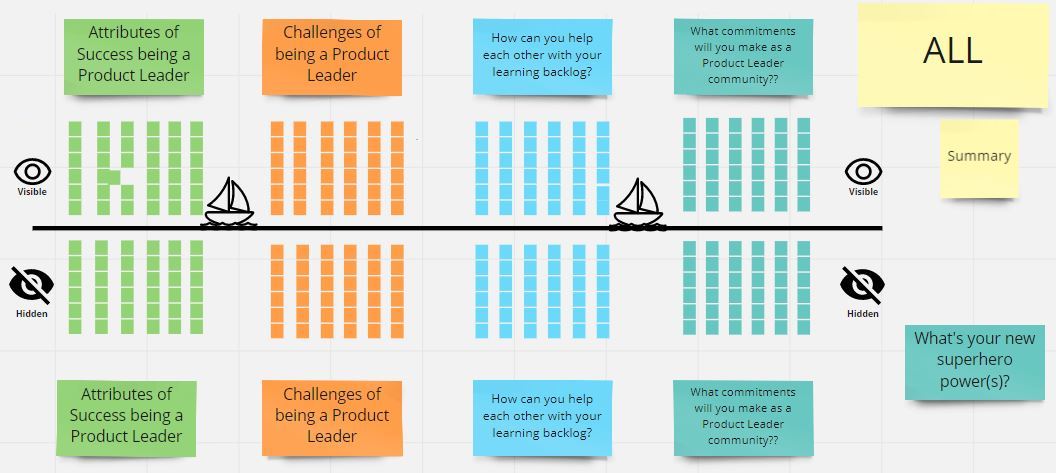 Attributes of
Success being a
Product Leader
Challenges of
being a Product
Leader
How can you help
each other with your
learning backlog?
What commitments
will you make as a
Product Leader
community??
ALL
Summary
Visible
Visible
Hidden
Hidden
What's your new
superhero
power(s)?
Attributes of
Success being a
Product Leader
Challenges of
being a Product
Leader
How can you help
each other with your
learning backlog?
What commitments
will you make as a
Product Leader
community??